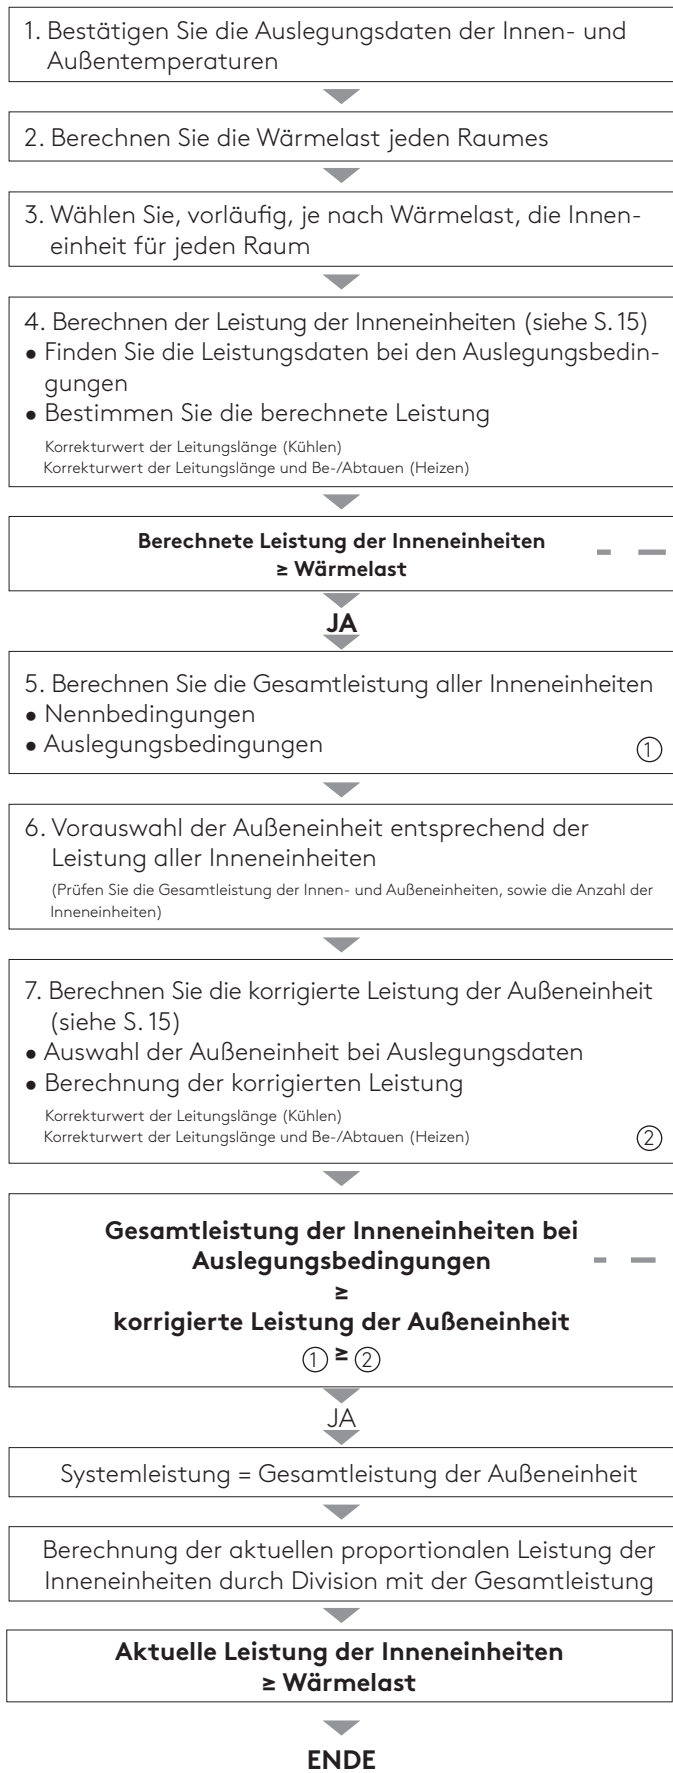 1. Bestätigen Sie die Auslegungsdaten der Innen- und
Außentemperaturen
2. Berechnen Sie die Wärmelast jeden Raumes
3. Wählen Sie, vorläufig, je nach Wärmelast, die Innen-
einheit für jeden Raum
4. Berechnen der Leistung der Inneneinheiten (siehe S. 15)
• Finden Sie die Leistungsdaten bei den Auslegungsbedin-
gungen
• Bestimmen Sie die berechnete Leistung
Korrekturwert der Leitungslänge (Kühlen)
Korrekturwert der Leitungslänge und Be-/Abtauen (Heizen)
Berechnete Leistung der Inneneinheiten
≥ Wärmelast
JA
5. Berechnen Sie die Gesamtleistung aller Inneneinheiten
• Nennbedingungen
• Auslegungsbedingungen ①
6. Vorauswahl der Außeneinheit entsprechend der
Leistung aller Inneneinheiten
(Prüfen Sie die Gesamtleistung der Innen- und Außeneinheiten, sowie die Anzahl der
Inneneinheiten)
7. Berechnen Sie die korrigierte Leistung der Außeneinheit
(siehe S. 15)
• Auswahl der Außeneinheit bei Auslegungsdaten
• Berechnung der korrigierten Leistung
Korrekturwert der Leitungslänge (Kühlen)
Korrekturwert der Leitungslänge und Be-/Abtauen (Heizen) ②
Gesamtleistung der Inneneinheiten bei
Auslegungsbedingungen
≥
korrigierte Leistung der Außeneinheit
① ≥ ②
JA
Systemleistung = Gesamtleistung der Außeneinheit
Berechnung der aktuellen proportionalen Leistung der
Inneneinheiten durch Division mit der Gesamtleistung
Aktuelle Leistung der Inneneinheiten
≥ Wärmelast
ENDE